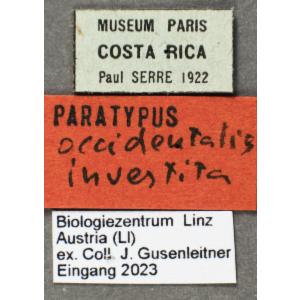 MUSEUM PARIS
COSTA RICA
Paul SERRE 1922
PARATYPUS
occidentalis
investita
Biologiezentrum Linz
Austria (LI)
ex. Coll. J. Gusenleitner
Eingang 2023